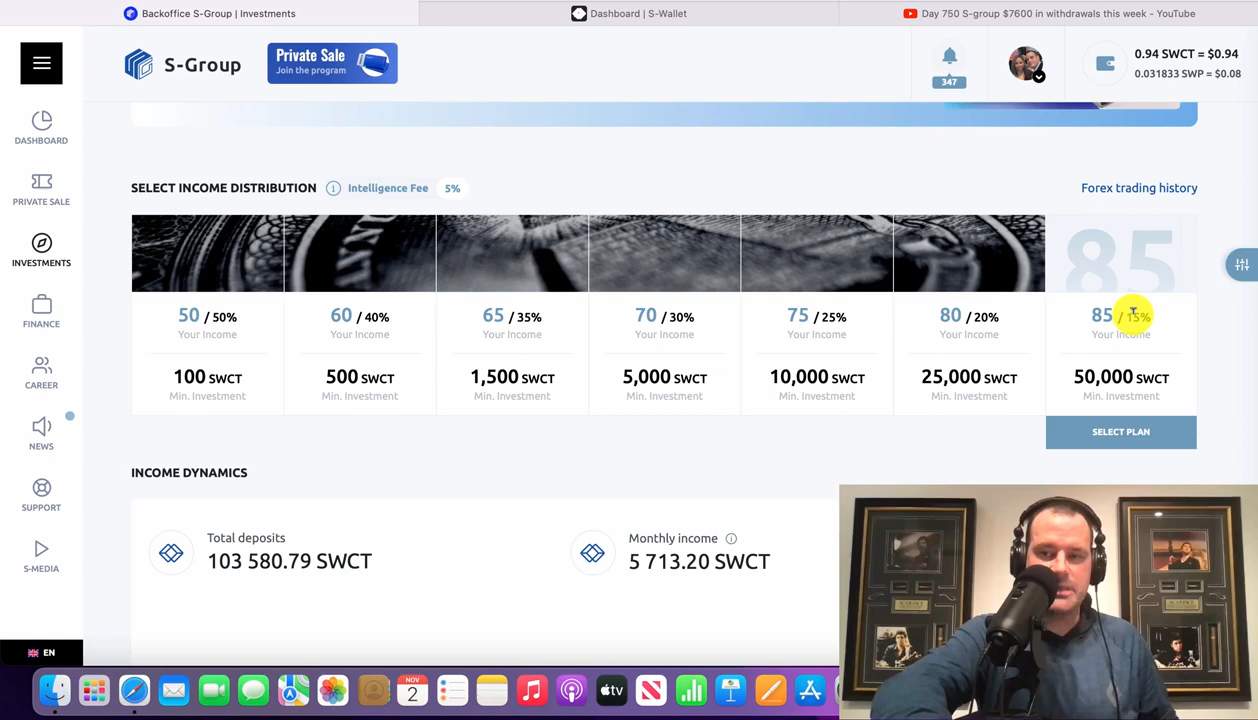 Backoffice S-Group | Investments
Dashboard | S-Wallet
Day 750 S-group $7600 in withdrawals this week - YouTube
S-Group
Private Sale
Join the program
347
0.94 SWCT = $0.94
0.031833 SWP = $0.08
DASHBOARD
PRIVATE SALE
INVESTMENTS
FINANCE
CAREER
NEWS
SUPPORT
S-MEDIA
EN
SELECT INCOME DISTRIBUTION
Intelligence Fee 5%
Forex trading history
85
50 / 50%
Your Income
100 SWCT
Min. Investment
60 / 40%
Your Income
500 SWCT
Min. Investment
65 / 35%
Your Income
1,500 SWCT
Min. Investment
70 / 30%
Your Income
5,000 SWCT
Min. Investment
75 / 25%
Your Income
10,000 SWCT
Min. Investment
80 / 20%
Your Income
25,000 SWCT
Min. Investment
85 / 15%
Your Income
50,000 SWCT
Min. Investment
SELECT PLAN
INCOME DYNAMICS
Total deposits
103 580.79 SWCT
Monthly income
5 713.20 SWCT
NOV
2
tv